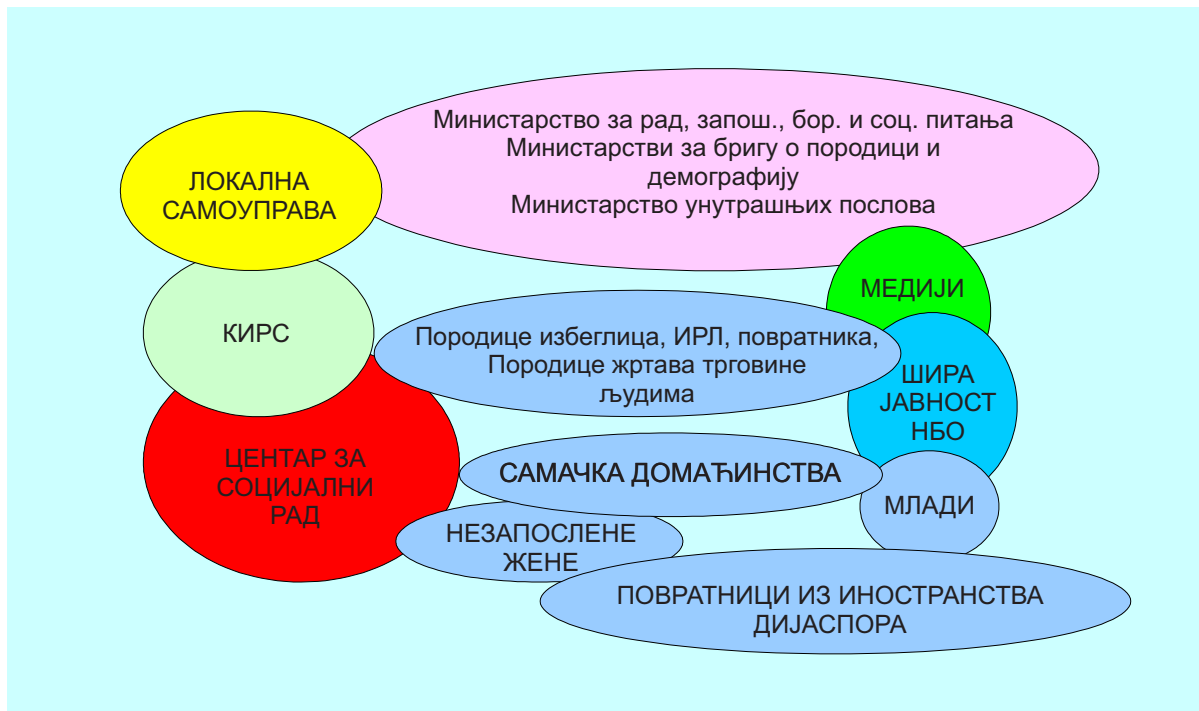 Министарство за рад, запош., бор. и соц. питања
Министарстви за бригу о породици и
демографију
Министарство унутрашњих послова
ЛОКАЛНА
САМОУПРАВА
МЕДИЈИ
КИРС
Породице избеглица, ИРЛ, повратника,
Породице жртава трговине
људима
ШИРА
ЈАВНОСТ
НБО
ЦЕНТАР ЗА
СОЦИЈАЛНИ
РАД
САМАЧКА ДОМАЋИНСТВА
МЛАДИ
НЕЗАПОСЛЕНЕ
ЖЕНЕ
ПОВРАТНИЦИ ИЗ ИНОСТРАНСТВА
ДИЈАСПОРА